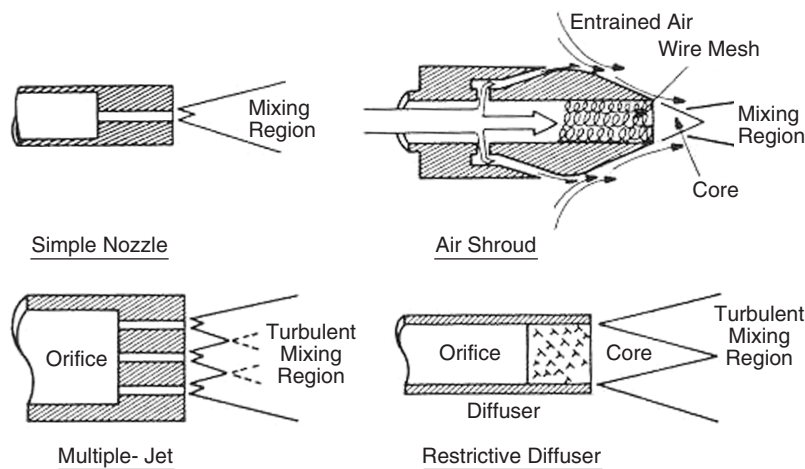 Mixing
Region
Simple Nozzle
Entrained Air
Wire Mesh
Mixing
Region
Core
Air Shroud
Orifice
Turbulent
Mixing
Region
Multiple- Jet
Orifice
Core
Turbulent
Mixing
Region
Diffuser
Restrictive Diffuser